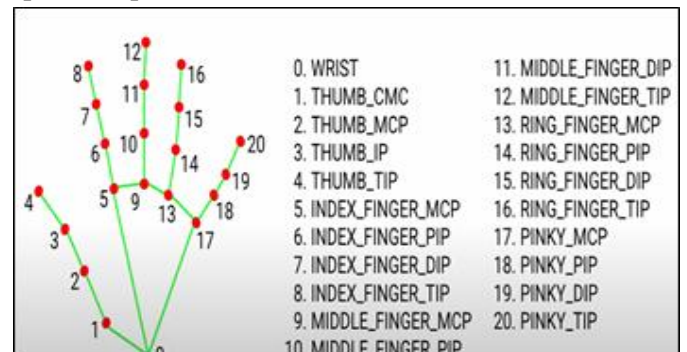 12
8
16
11
7
15
10
20
6
14
19
4
5
9
13
18
3
17
2
1
0. WRIST
1. THUMB_CMC
2. THUMB_MCP
3. THUMB_IP
4. THUMB_TIP
5. INDEX_FINGER_MCP
6. INDEX_FINGER_PIP
7. INDEX_FINGER_DIP
8. INDEX_FINGER_TIP
9. MIDDLE_FINGER_MCP
10. MIDDLE_FINGER_PIP
11. MIDDLE_FINGER_DIP
12. MIDDLE_FINGER_TIP
13. RING_FINGER_MCP
14. RING_FINGER_PIP
15. RING_FINGER_DIP
16. RING_FINGER_TIP
17. PINKY_MCP
18. PINKY_PIP
19. PINKY_DIP
20. PINKY_TIP